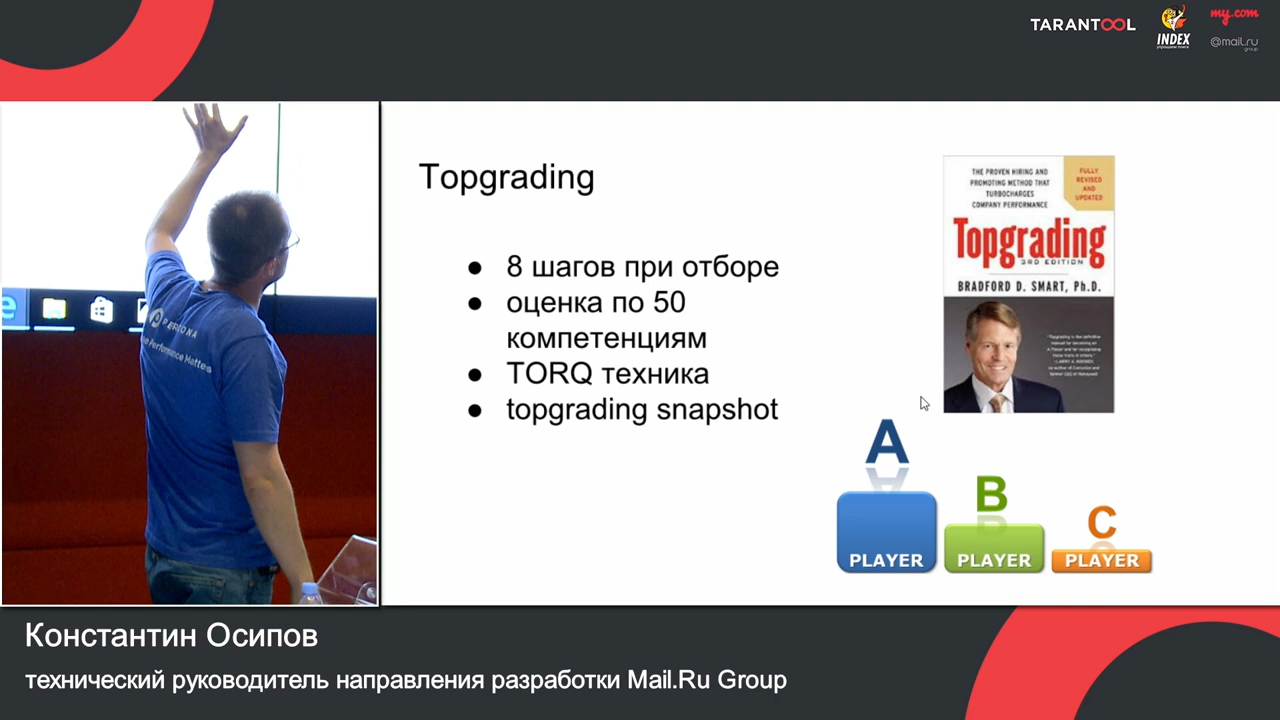 TARANTOOL
INDEX
my.com
@mail.ru
group
PERCONA
Performance Matters
Topgrading
● 8 шагов при отборе
● оценка по 50
компетенциям
● TORQ техника
● topgrading snapshot
THE PROVEN HIRING AND
PROMOTING METHOD THAT
TURBOCHARGES
COMPANY PERFORMANCE
FULLY
REVISED
AND
UPDATED
Topgrading
3RD EDITION
BRADFORD D. SMART, Ph.D.
A
PLAYER
B
PLAYER
C
PLAYER
Константин Осипов
технический руководитель направления разработки Mail.Ru Group